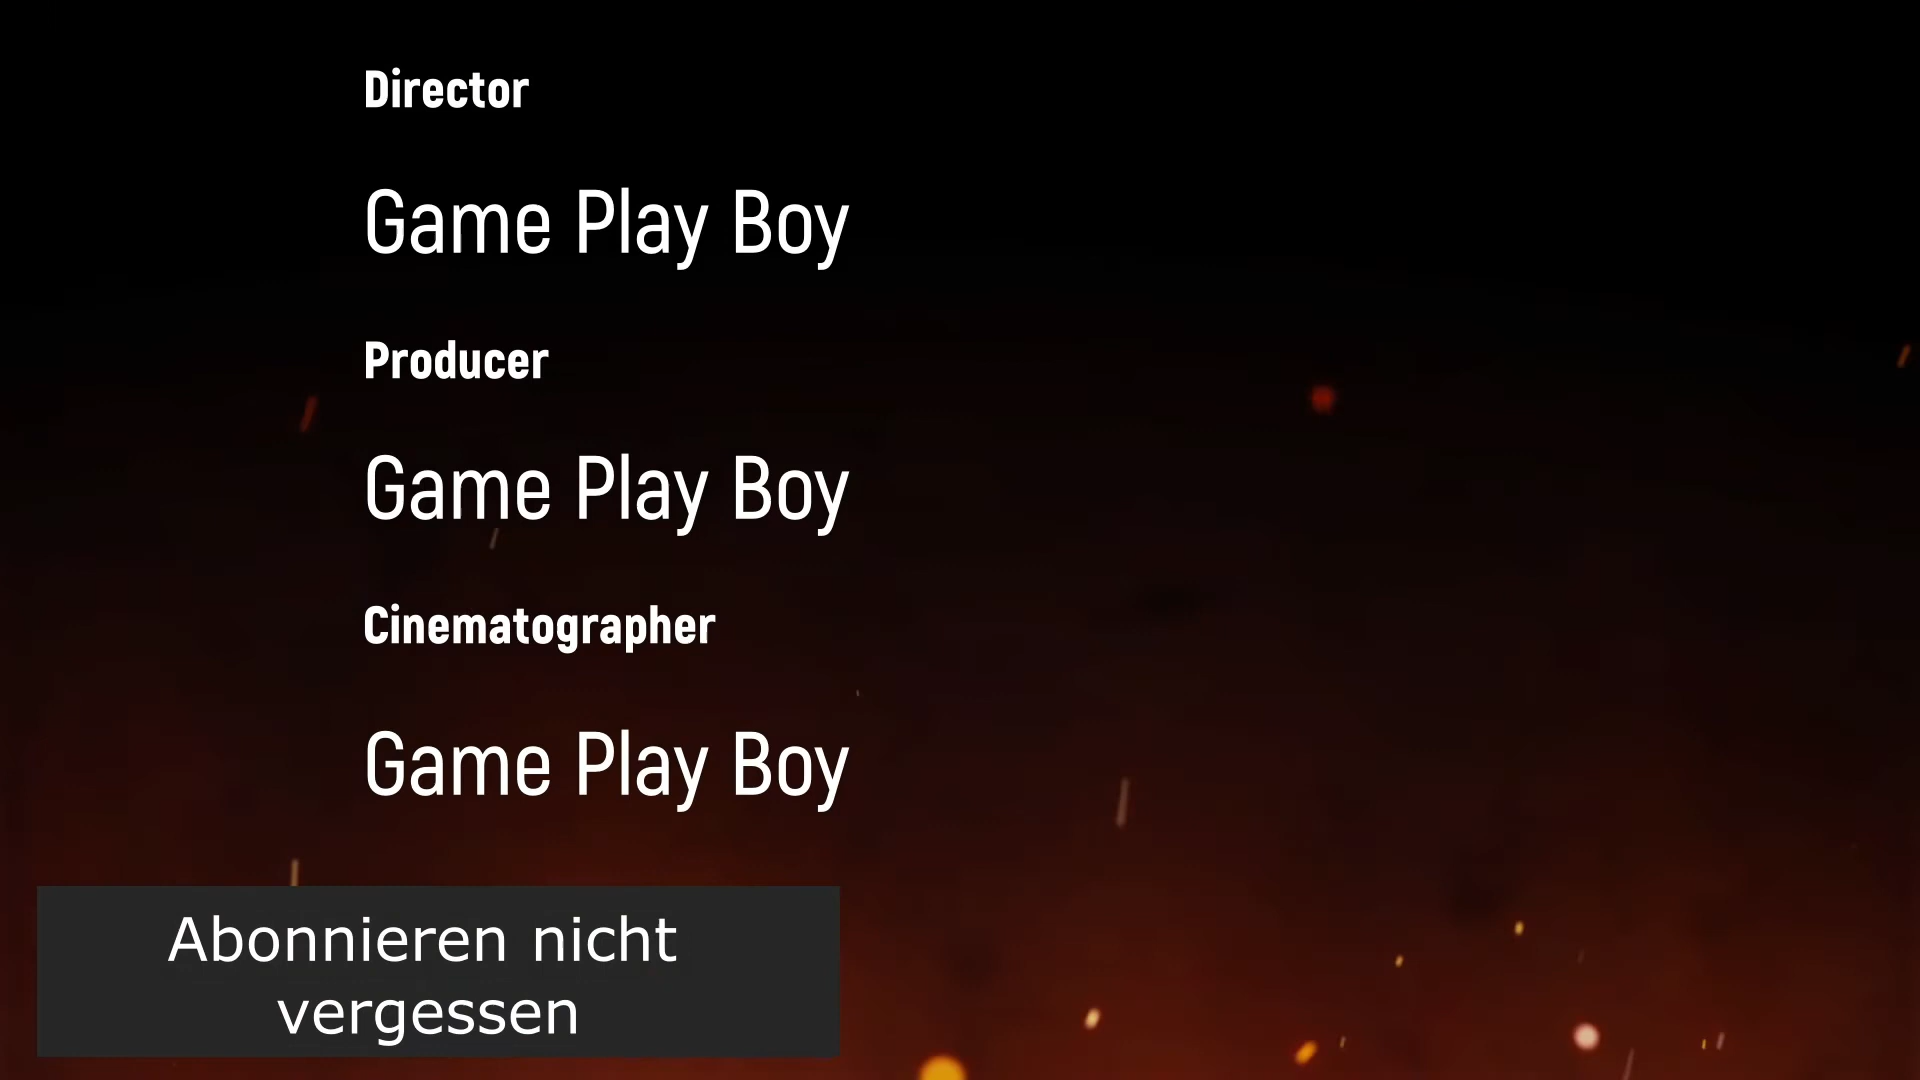 Director
Game Play Boy
Producer
Game Play Boy
Cinematographer
Game Play Boy
Abonnieren nicht
vergessen